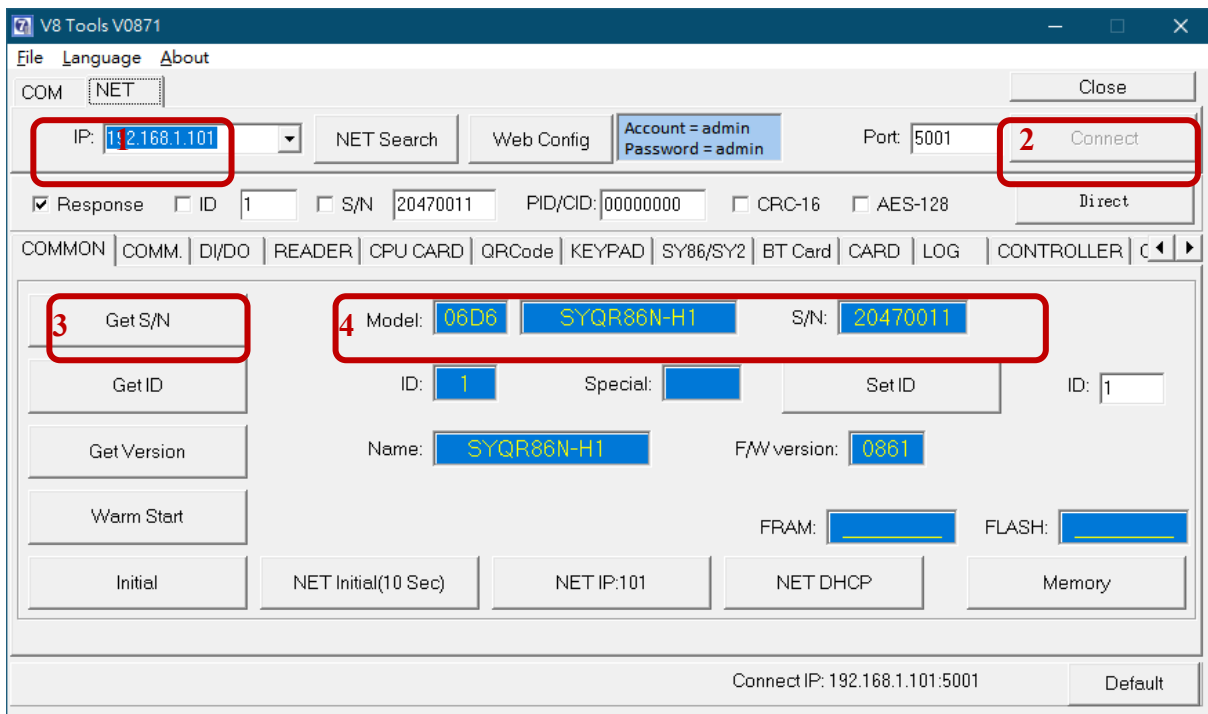 V8 Tools V0871
File Language About
COM NET Close
IP: 192.168.1.101 1 NET Search Web Config Account = admin
Password = admin Port: 5001 2 Connect
Response ID 1 S/N 20470011 PID/CID: 00000000 CRC-16 AES-128 Direct
COMMON COMM. DI/DO READER CPU CARD QRCode KEYPAD SY86/SY2 BT Card CARD LOG CONTROLLER
3 Get S/N 4 Model: 06D6 SYQR86N-H1 S/N: 20470011
Get ID ID: 1 Special: Set ID ID: 1
Get Version Name: SYQR86N-H1 F/W version: 0861
Warm Start FRAM: FLASH:
Initial NET Initial(10 Sec) NET IP:101 NET DHCP Memory
Connect IP: 192.168.1.101:5001 Default